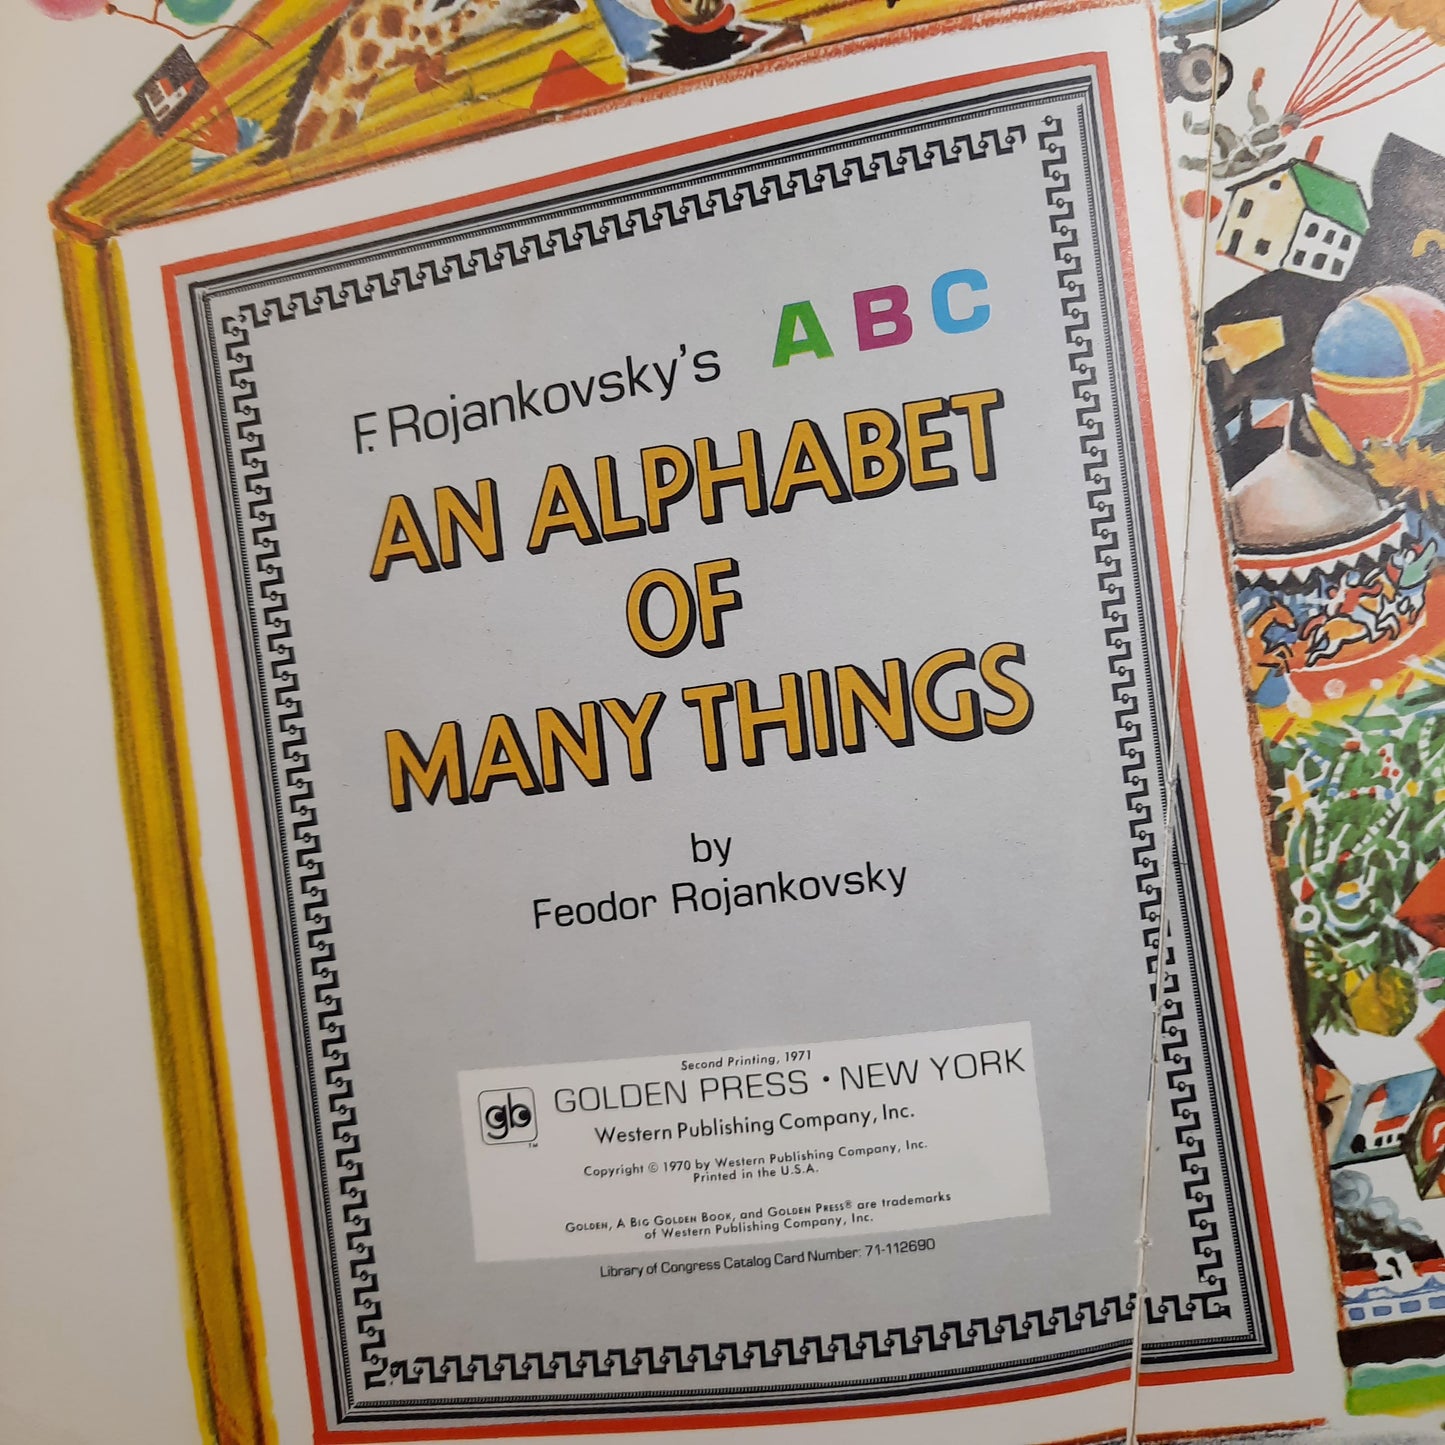 F. Rojankovsky's ABC
AN ALPHABET
OF
MANY THINGS
by
Feodor Rojankovsky
Second Printing, 1971
gb GOLDEN PRESS • NEW YORK
TM
Western Publishing Company, Inc.
Copyright © 1970 by Western Publishing Company, Inc.
Printed in the U.S.A.
GOLDEN, A BIG GOLDEN BOOK, and GOLDEN PRESS® are trademarks
of Western Publishing Company, Inc.
Library of Congress Catalog Card Number: 71-112690